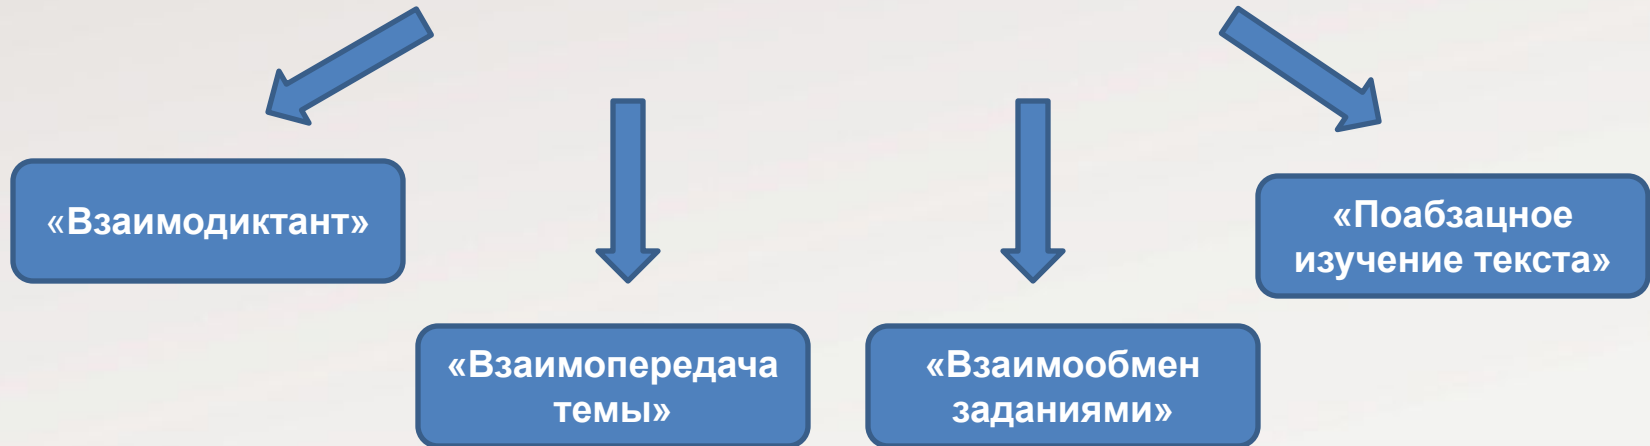 «Взаимодиктант»
«Взаимопередача
темы»
«Взаимообмен
заданиями»
«Поабзацное
изучение текста»